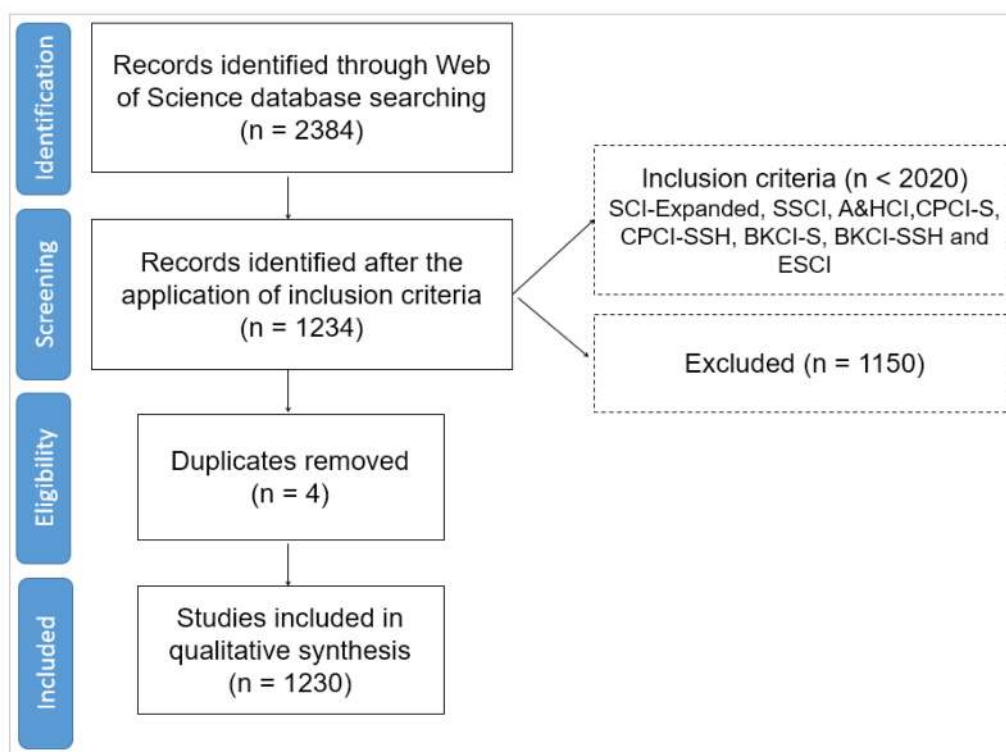 Identification
Records identified through Web
of Science database searching
(n = 2384)
Screening
Records identified after the
application of inclusion criteria
(n = 1234)
Inclusion criteria (n < 2020)
SCI-Expanded, SSCI, A&HCI,CPCI-S,
CPCI-SSH, BKCI-S, BKCI-SSH and
ESCI
Excluded (n = 1150)
Eligibility
Duplicates removed
(n = 4)
Included
Studies included in
qualitative synthesis
(n = 1230)